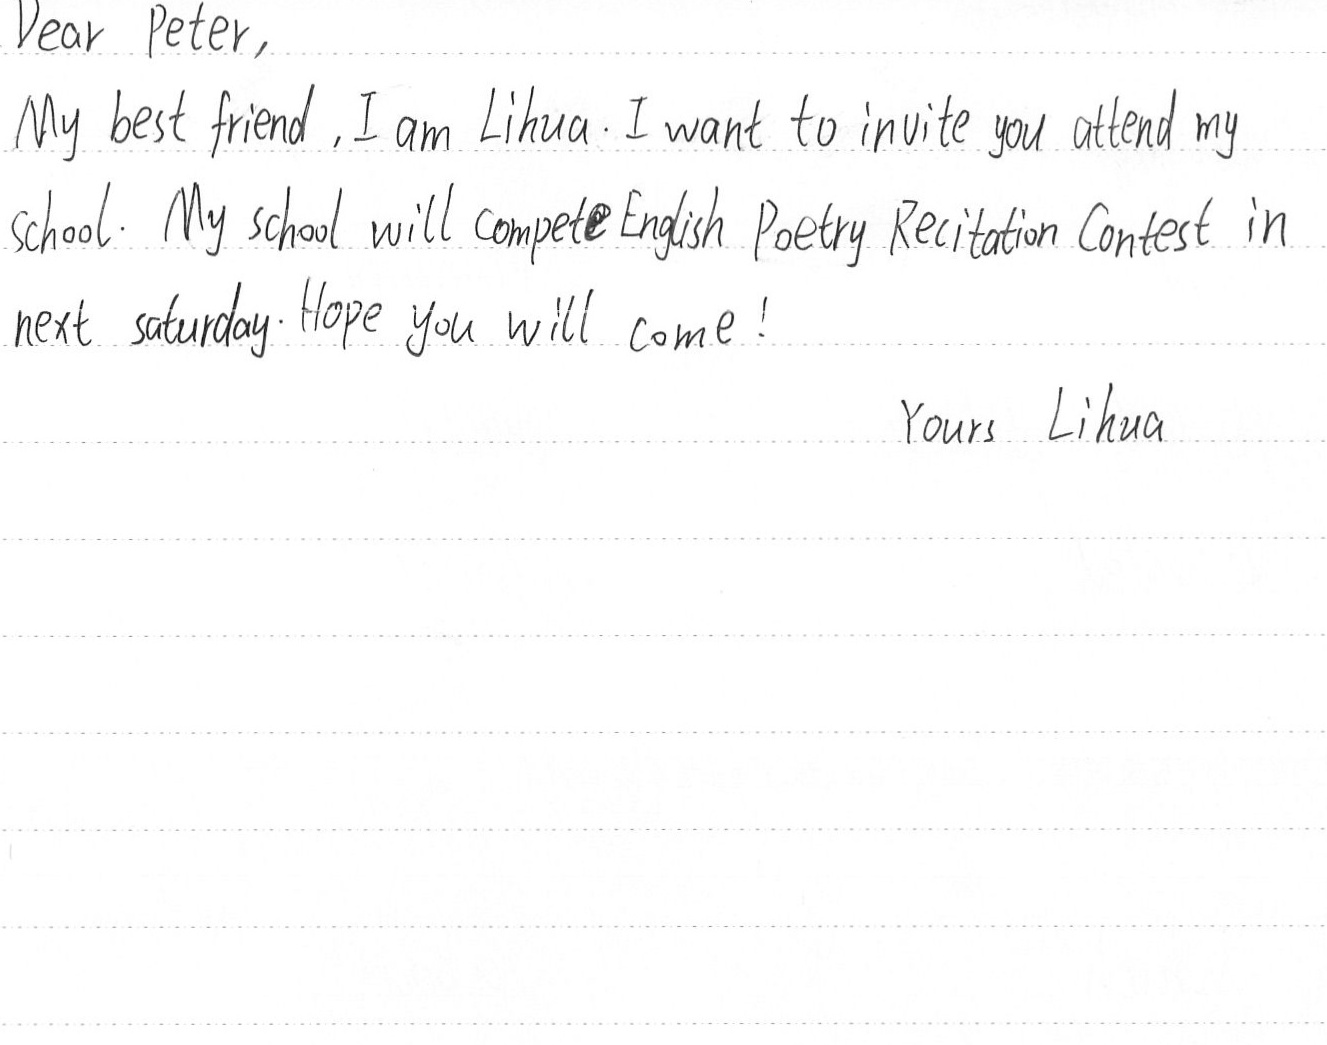 Dear Peter,
My best friend, I am Lihua. I want to invite you attend my
school. My school will compete English Poetry Recitation Contest in
next saturday. Hope you will come!
Yours Lihua